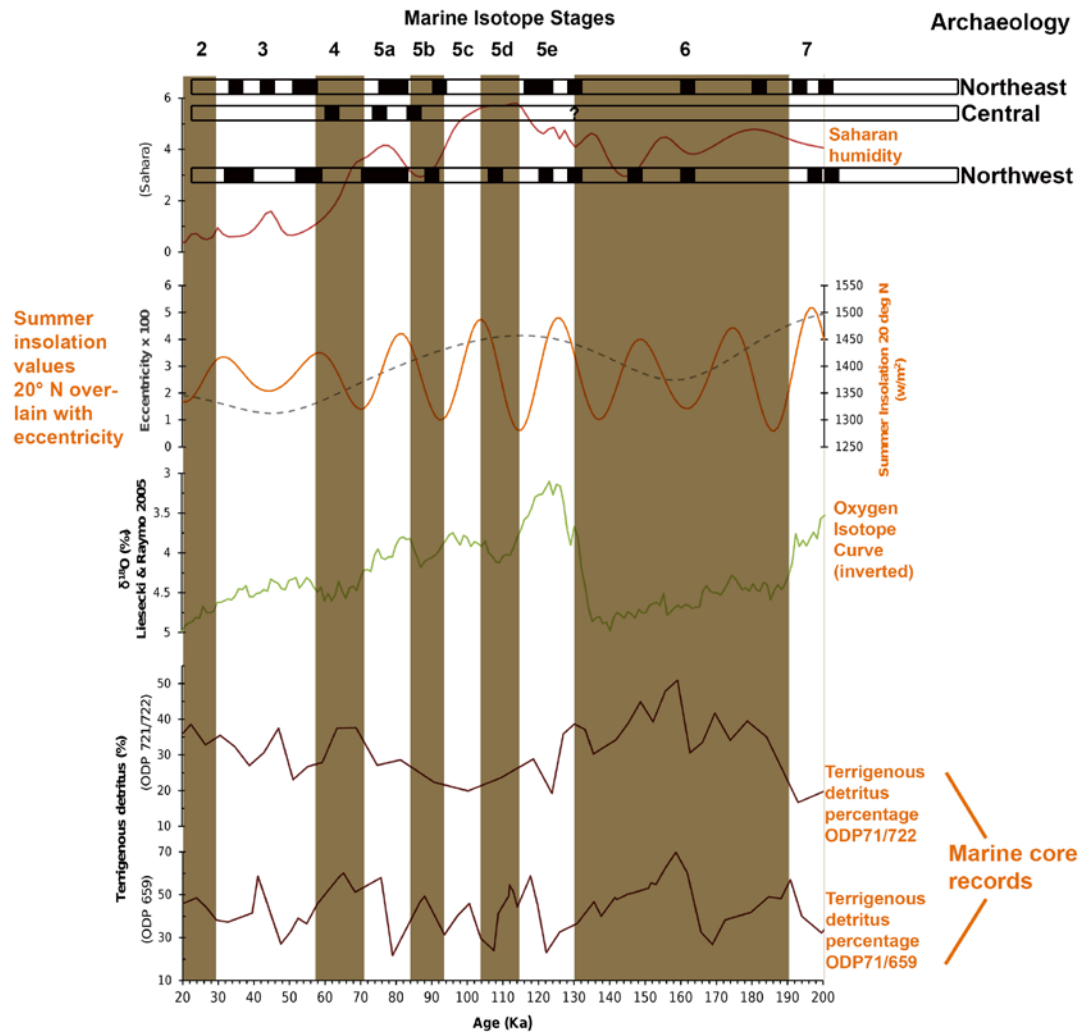 Marine Isotope Stages
Archaeology
2 3 4 5a 5b 5c 5d 5e 6 7
Northeast
Central
?
Northwest
Saharan
humidity
(Sahara)
6
4
2
0
Summer
insolation
values
20° N over-
lain with
eccentricity
Eccentricity x 100
6
5
4
3
2
1
0
1550
1500
1450
1400
1350
1300
1250
Summer Insolation 20 deg N
(w/m²)
δ¹⁸O (‰)
Liesecki & Raymo 2005
3
3.5
4
4.5
5
Oxygen
Isotope
Curve
(inverted)
Terrigenous detritus (%)
(ODP 721/722)
50
40
30
20
10
Terrigenous
detritus
percentage
ODP71/722
(ODP 659)
70
50
30
10
Terrigenous
detritus
percentage
ODP71/659
Marine core
records
20 30 40 50 60 70 80 90 100 110 120 130 140 150 160 170 180 190 200
Age (Ka)